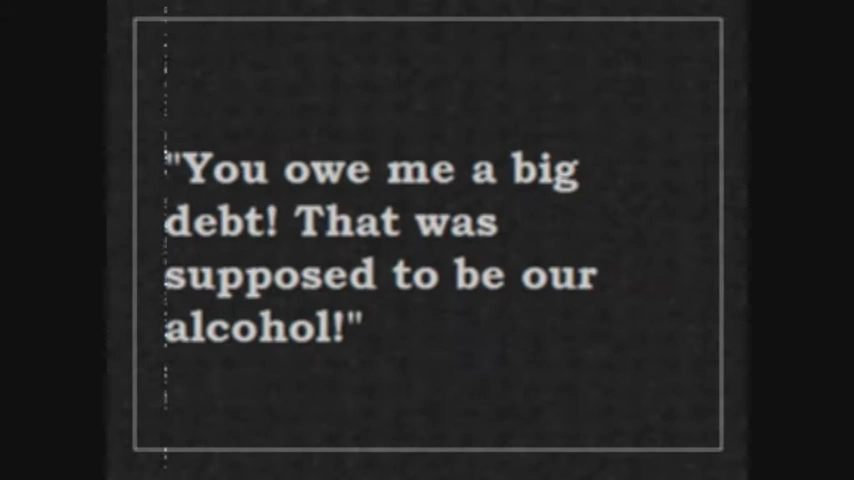 "You owe me a big
debt! That was
supposed to be our
alcohol!"